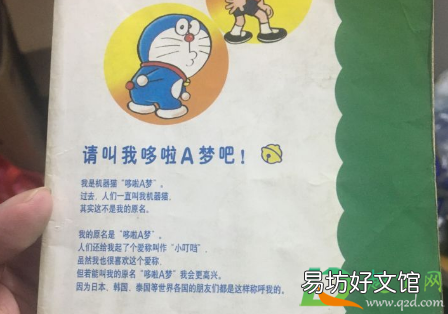 请叫我哆啦A梦吧！
我是机器猫“哆啦A梦”。
过去，人们一直叫我机器猫，
其实这不是我的原名。
我的原名是“哆啦A梦”。
人们还给我起了个爱称叫作“小叮当”，
虽然我也很喜欢这个爱称，
但若能叫我的原名“哆啦A梦”我会更高兴。
因为日本、韩国、泰国等世界各国的朋友们都是这样称呼我的。
易坊好文馆
网
www.q2d.com